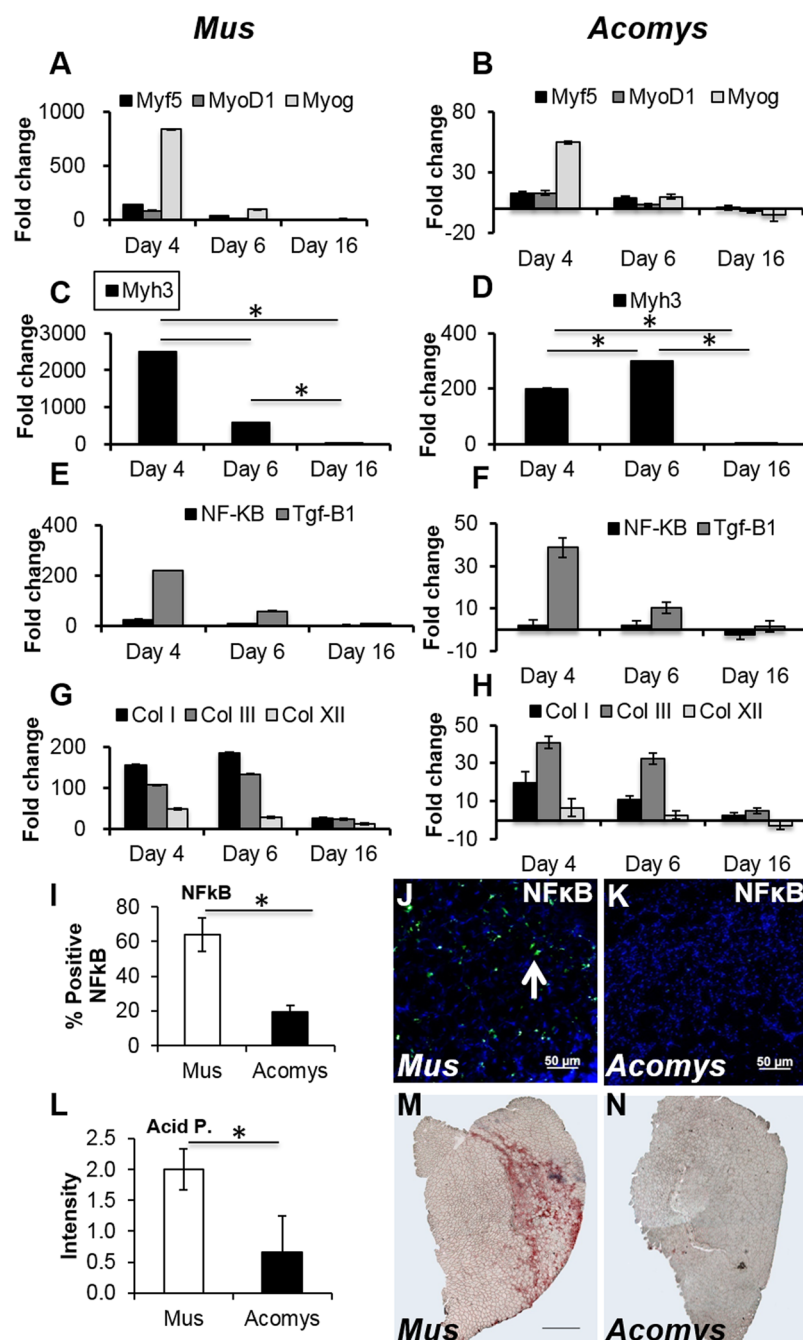 Mus Acomys
A B
Myf5 MyoD1 Myog Myf5 MyoD1 Myog
Fold change 1000 500 0 Fold change 80 30 -20
Day 4 Day 6 Day 16 Day 4 Day 6 Day 16
C D
Myh3 Myh3
* * * * *
Fold change 3000 2000 1000 0 Fold change 400 200 0
Day 4 Day 6 Day 16 Day 4 Day 6 Day 16
E F
NF-KB Tgf-B1 NF-KB Tgf-B1
Fold change 400 200 0 Fold change 50 30 10 -10
Day 4 Day 6 Day 16 Day 4 Day 6 Day 16
G H
Col I Col III Col XII Col I Col III Col XII
Fold change 200 100 0 Fold change 50 30 10 -10
Day 4 Day 6 Day 16 Day 4 Day 6 Day 16
I NFkB *
% Positive NFkB 80 60 40 20 0
Mus Acomys
J NFκB K NFκB
Mus 50 µm Acomys 50 µm
L Acid P. *
Intensity 2.5 2.0 1.5 1.0 0.5 0.0
Mus Acomys
M N
Mus Acomys